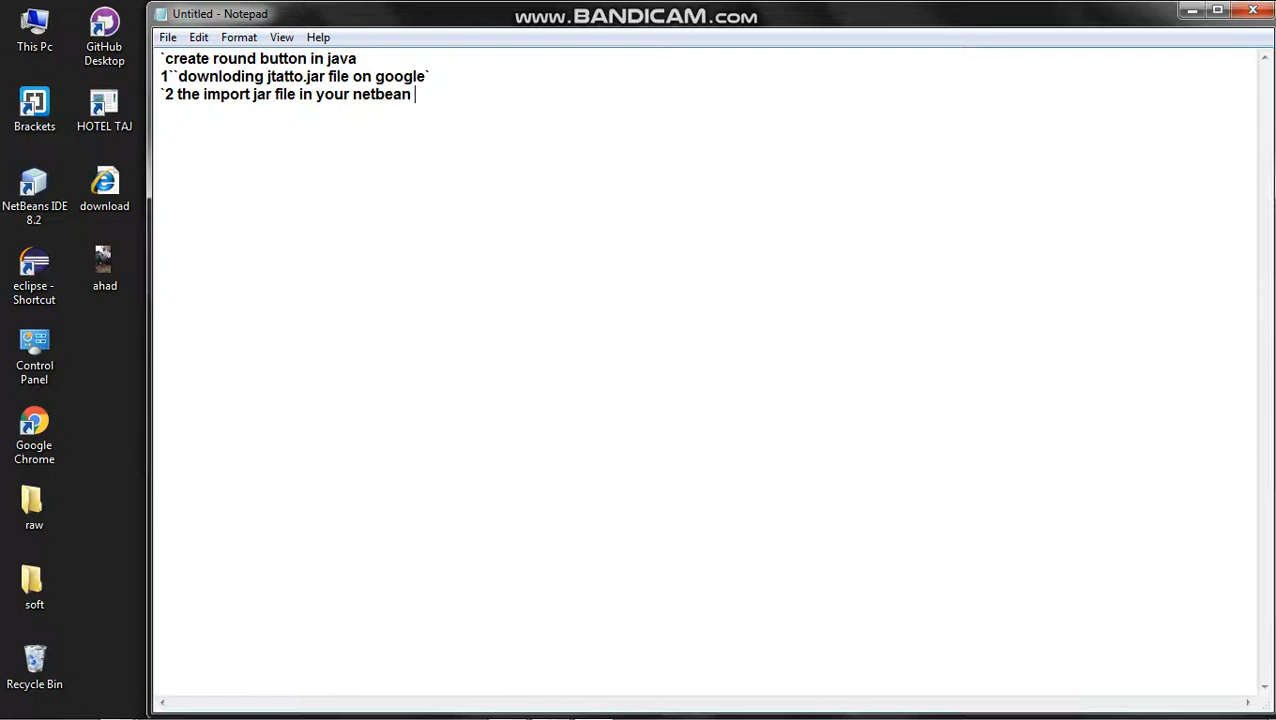 Untitled - Notepad
www.BANDICAM.com
File Edit Format View Help
`create round button in java
1``downloding jtatto.jar file on google`
`2 the import jar file in your netbean
This Pc
GitHub
Desktop
Brackets
HOTEL TAJ
NetBeans IDE
8.2
download
eclipse -
Shortcut
ahad
Control
Panel
Google
Chrome
raw
soft
Recycle Bin